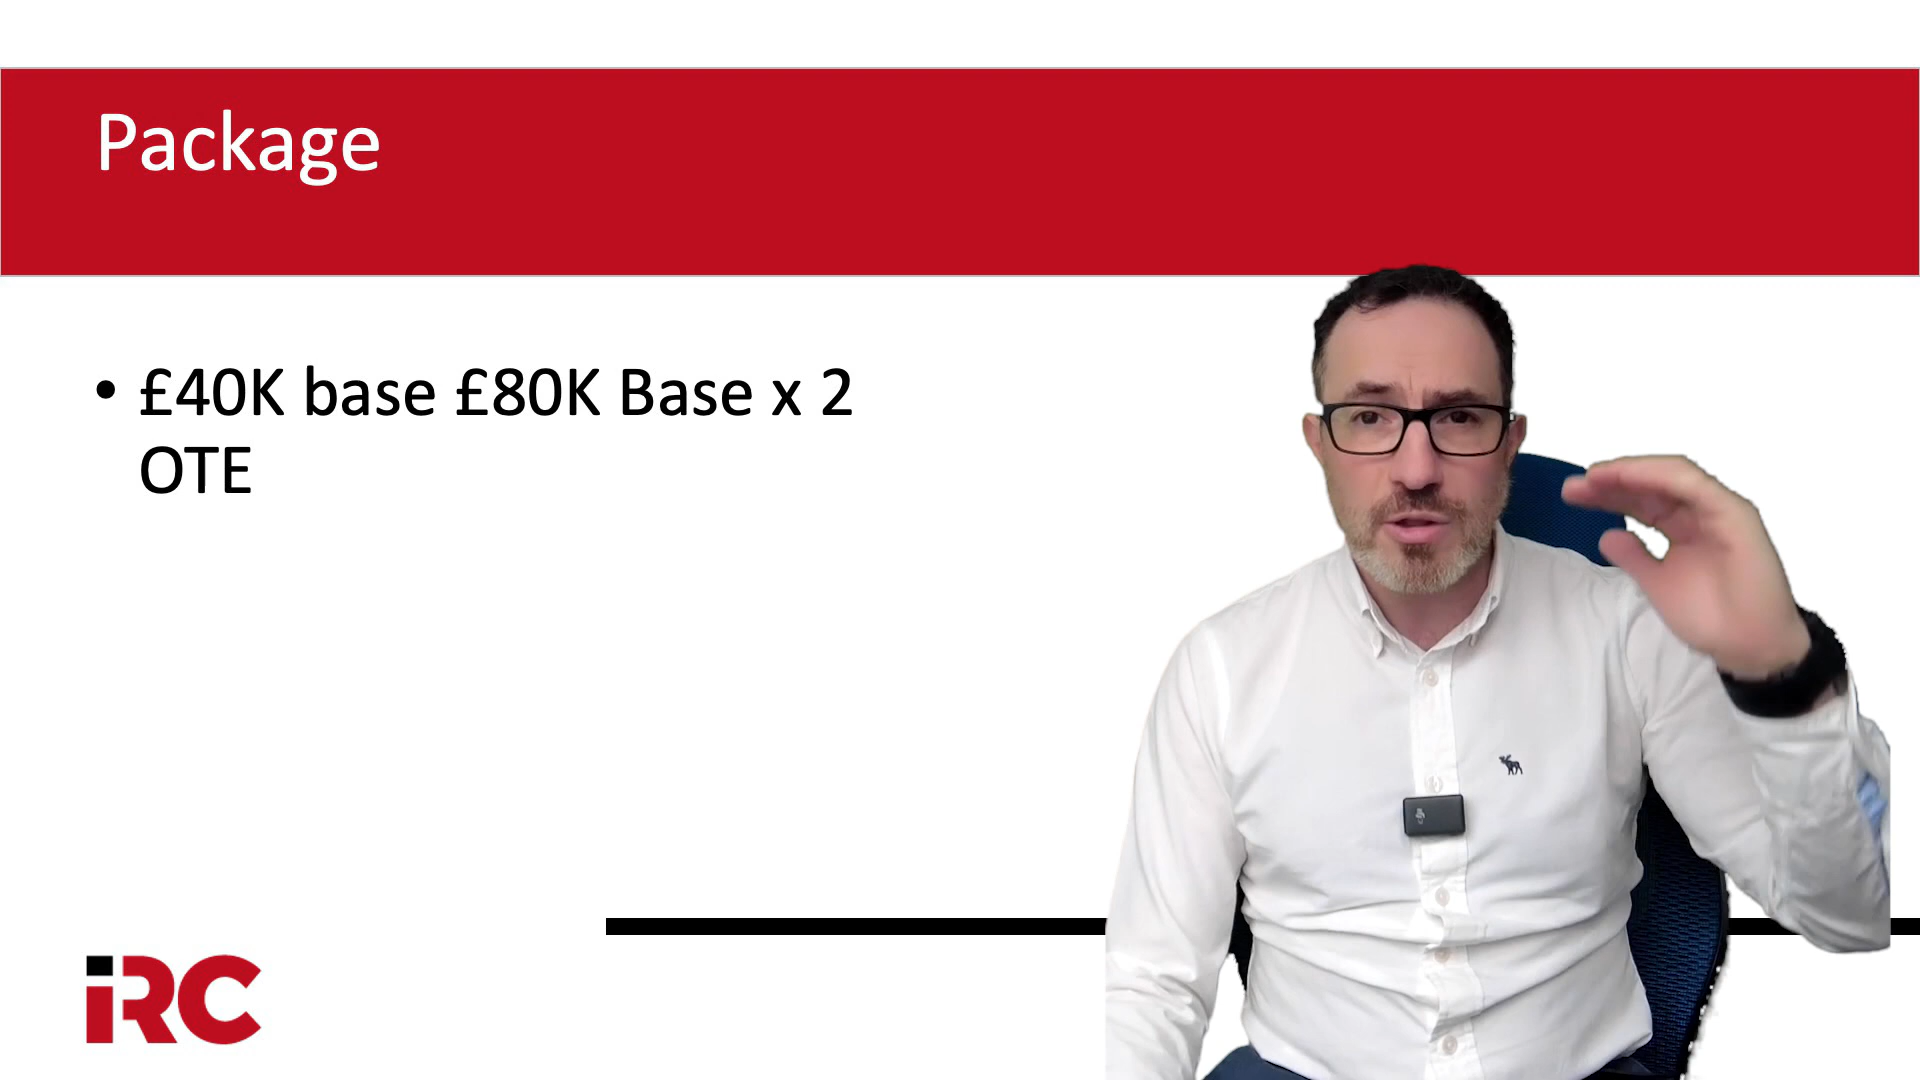 Package
• £40K base £80K Base x 2
OTE
iRC